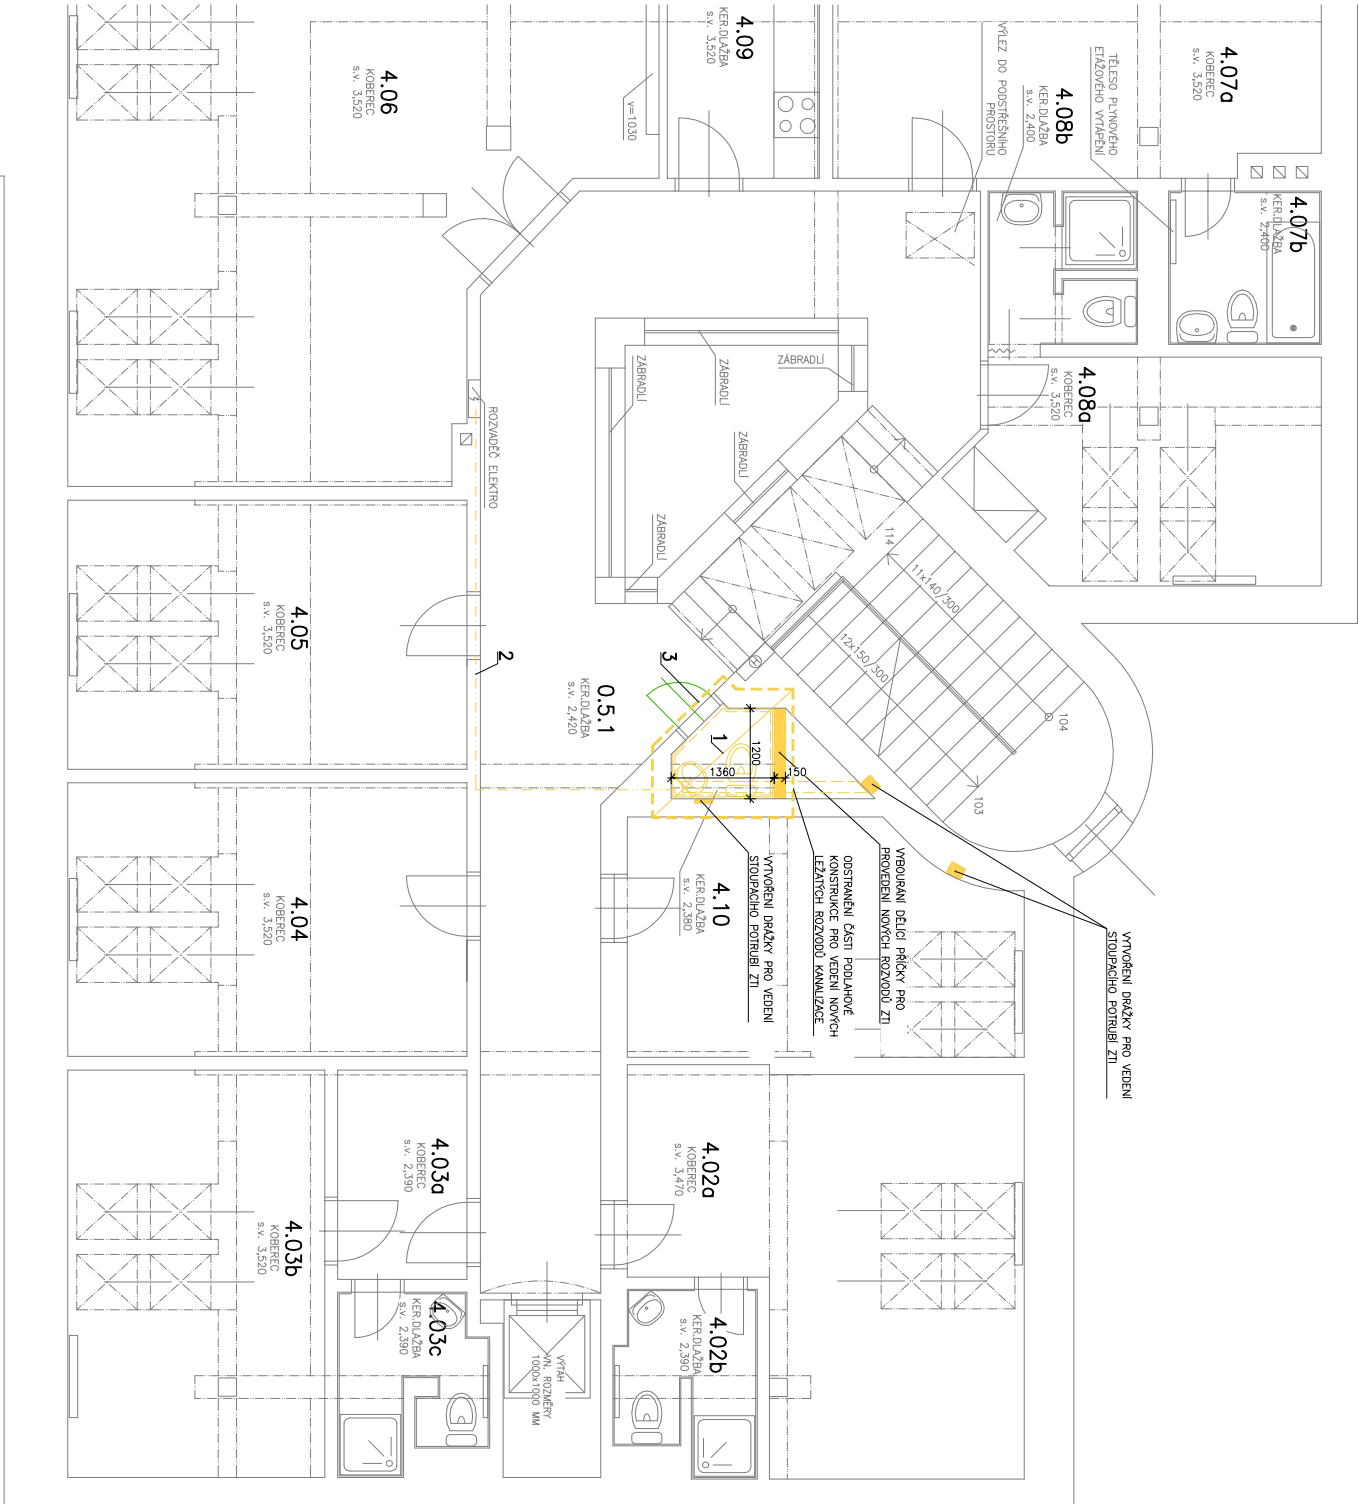 4.09
KER.DLAŽBA
s.v. 3,520
4.07a
KOBEREC
s.v. 3,520
TĚLESO PLYNOVÉHO
ETÁŽOVÉHO VYTÁPĚNÍ
4.08b
KER.DLAŽBA
s.v. 2,400
VÝLEZ DO PODSTŘEŠNÍHO
PROSTORU
4.06
KOBEREC
s.v. 3,520
v=1030
4.07b
KER.DLAŽBA
s.v. 2,400
4.08a
KOBEREC
s.v. 3,520
ZÁBRADLÍ
ZÁBRADLÍ
ZÁBRADLÍ
ZÁBRADLÍ
ZÁBRADLÍ
ROZVADĚČ ELEKTRO
114
11x140/300
12x150/300
104
103
4.05
KOBEREC
s.v. 3,520
2
3
0.5.1
KER.DLAŽBA
s.v. 2,420
1
1200
1360
150
4.04
KOBEREC
s.v. 3,520
4.10
KER.DLAŽBA
s.v. 2,380
VYTVOŘENÍ DRÁŽKY PRO VEDENÍ
STOUPACÍHO POTRUBÍ ZTI
ODSTRANĚNÍ ČÁSTI PODLAHOVÉ
KONSTRUKCE PRO VEDENÍ NOVÝCH
LEŽATÝCH ROZVODŮ KANALIZACE
VYBOURÁNÍ DĚLÍCÍ PŘÍČKY PRO
PROVEDENÍ NOVÝCH ROZVODŮ ZTI
VYTVOŘENÍ DRÁŽKY PRO VEDENÍ
STOUPACÍHO POTRUBÍ ZTI
4.03a
KOBEREC
s.v. 2,390
4.02a
KOBEREC
s.v. 3,470
4.03b
KOBEREC
s.v. 3,520
4.03c
KER.DLAŽBA
s.v. 2,390
4.02b
KER.DLAŽBA
s.v. 2,390
VÝTAH
VN. ROZMĚRY
1000x1000 MM